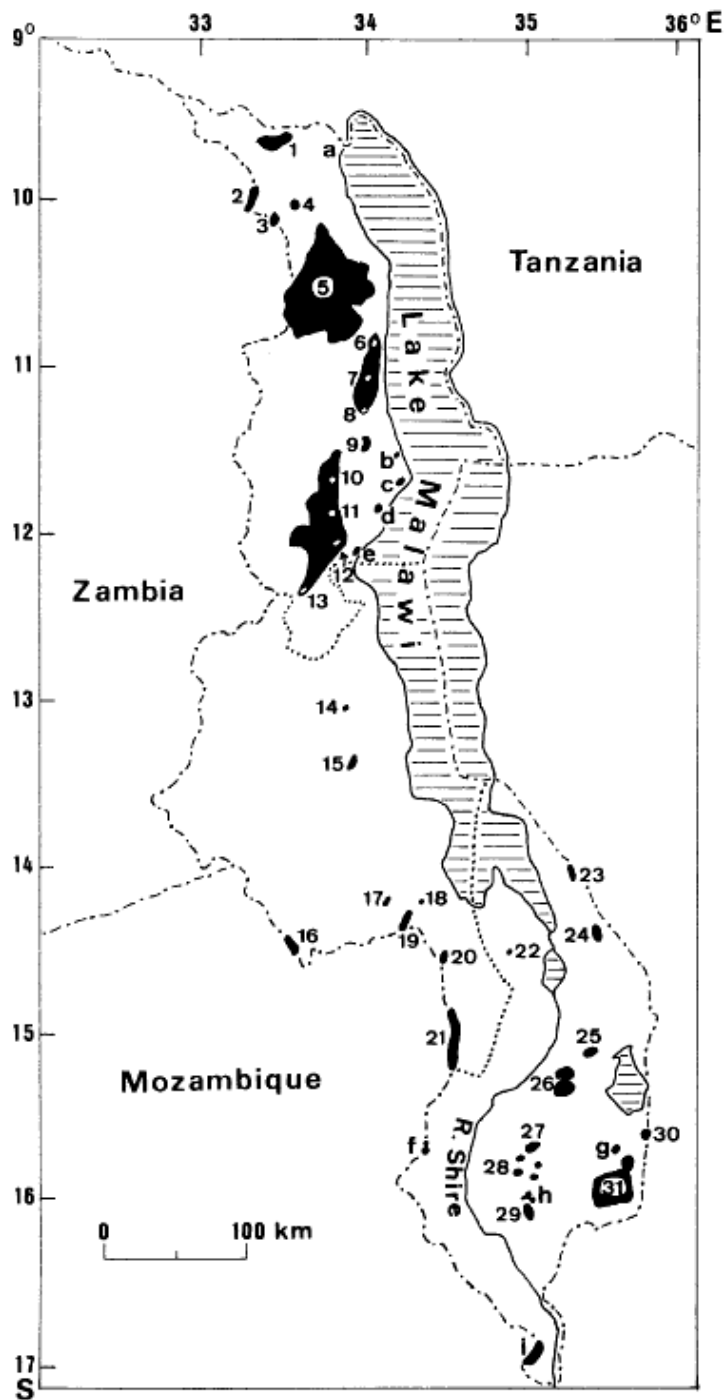 33 34 35 36° E
9°
1 a
10
2 4
3
Tanzania
5
6
7
11
8
9 b
10 c
Lake Malawi
11 d
12
e
12
Zambia
13
13 14
15
14
17 18
23
16 19 24
20 22
15
21 25
26
Mozambique
27 30
f g
28
R. Shire
31
16
h
29
0 100 km
i
17
S